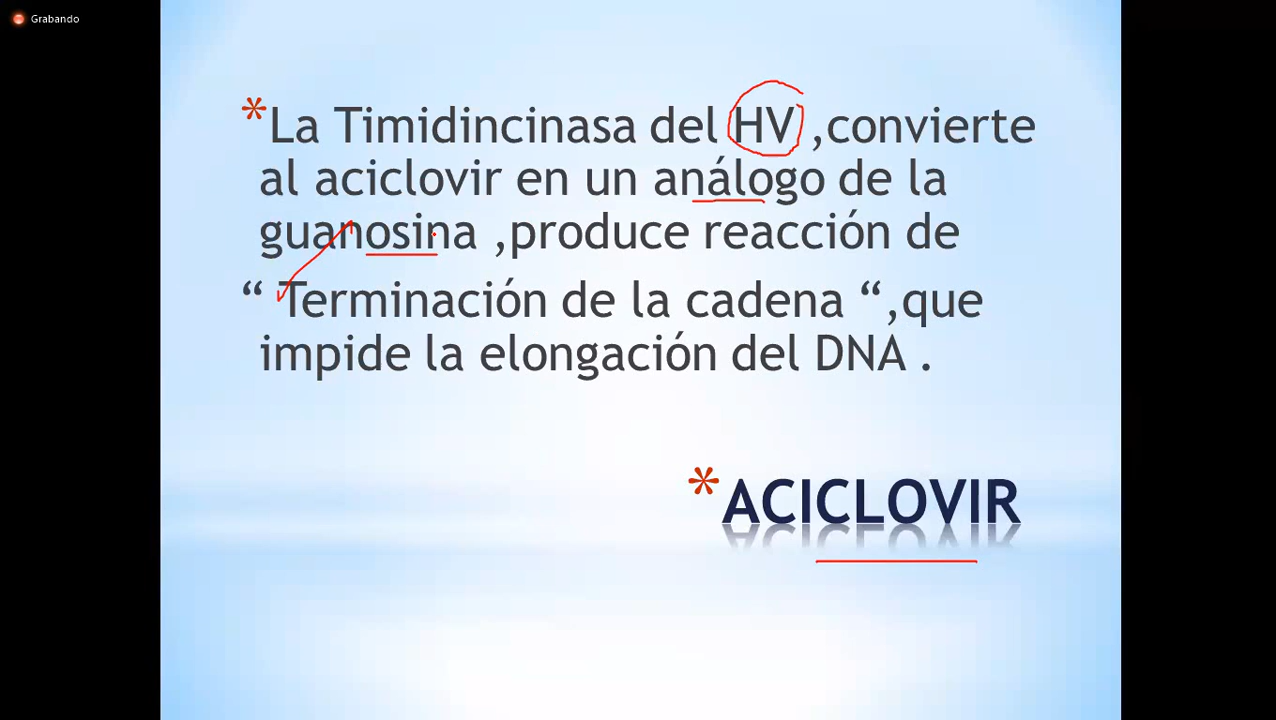 Grabando
*La Timidincinasa del HV ,convierte
al aciclovir en un análogo de la
guanosina ,produce reacción de
“ Terminación de la cadena “,que
impide la elongación del DNA .
*ACICLOVIR